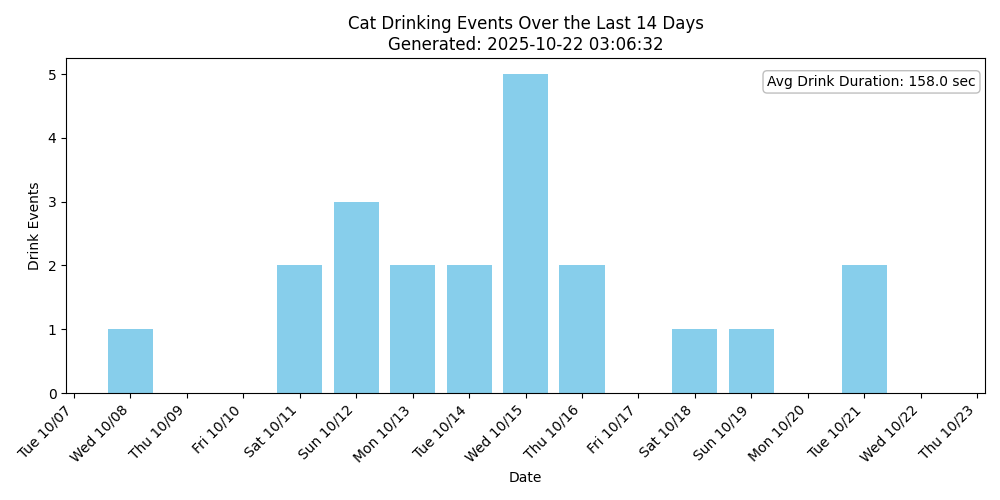 Cat Drinking Events Over the Last 14 Days
Generated: 2025-10-22 03:06:32
Avg Drink Duration: 158.0 sec
Drink Events
5
4
3
2
1
0
Tue 10/07
Wed 10/08
Thu 10/09
Fri 10/10
Sat 10/11
Sun 10/12
Mon 10/13
Tue 10/14
Wed 10/15
Thu 10/16
Fri 10/17
Sat 10/18
Sun 10/19
Mon 10/20
Tue 10/21
Wed 10/22
Thu 10/23
Date